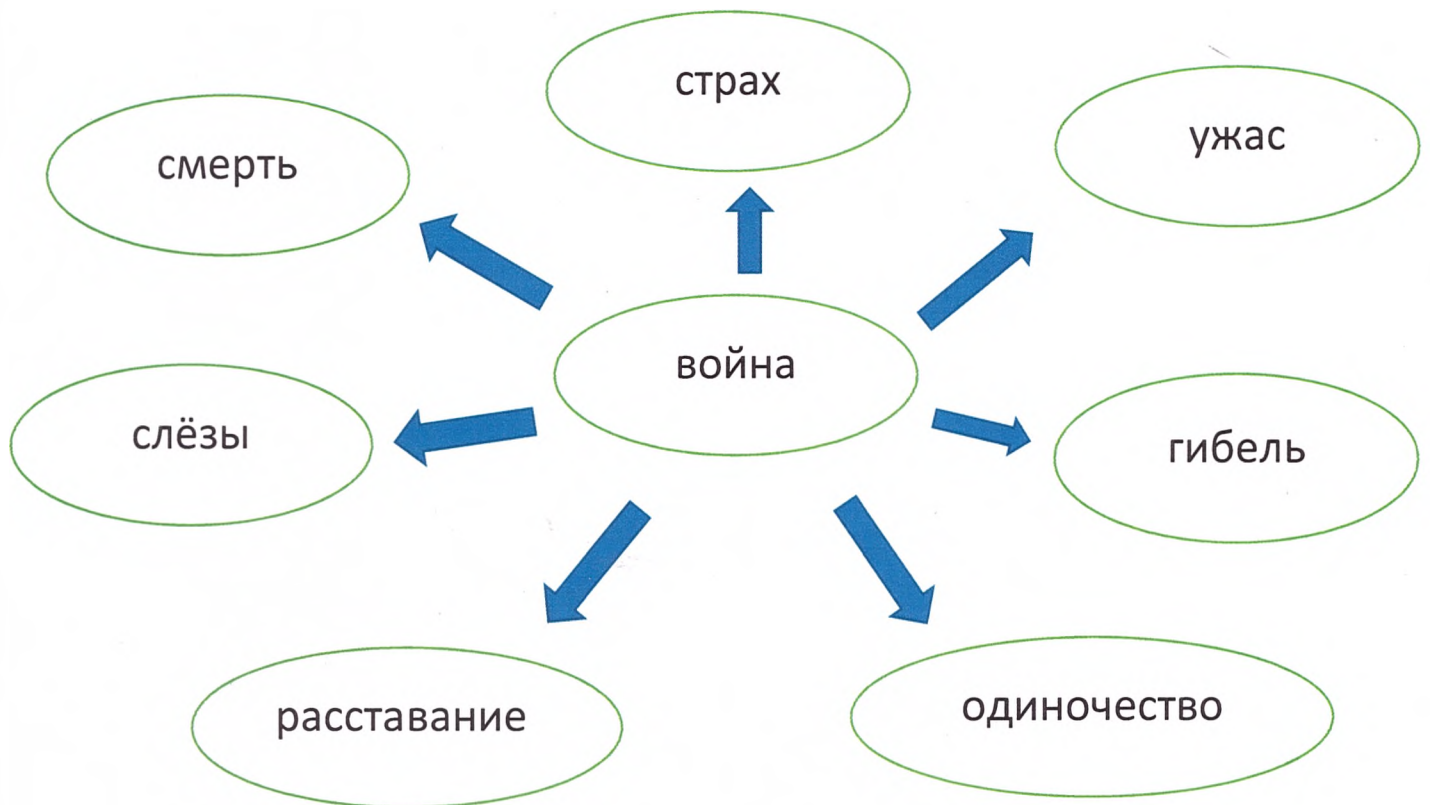 страх
ужас
смерть
война
слёзы
гибель
расставание
одиночество